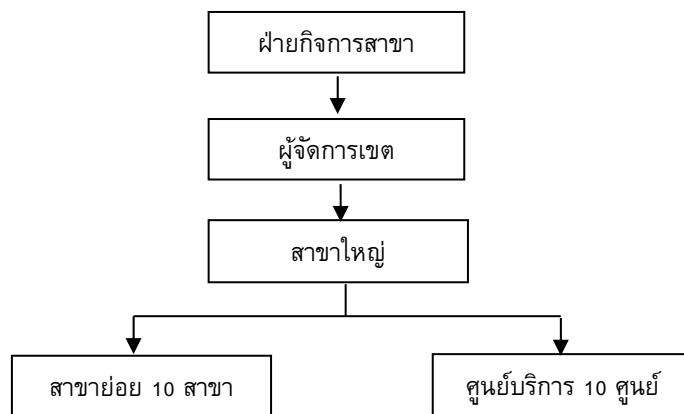 ฝ่ายกิจการสาขา
ผู้จัดการเขต
สาขาใหญ่
สาขาย่อย 10 สาขา
ศูนย์บริการ 10 ศูนย์